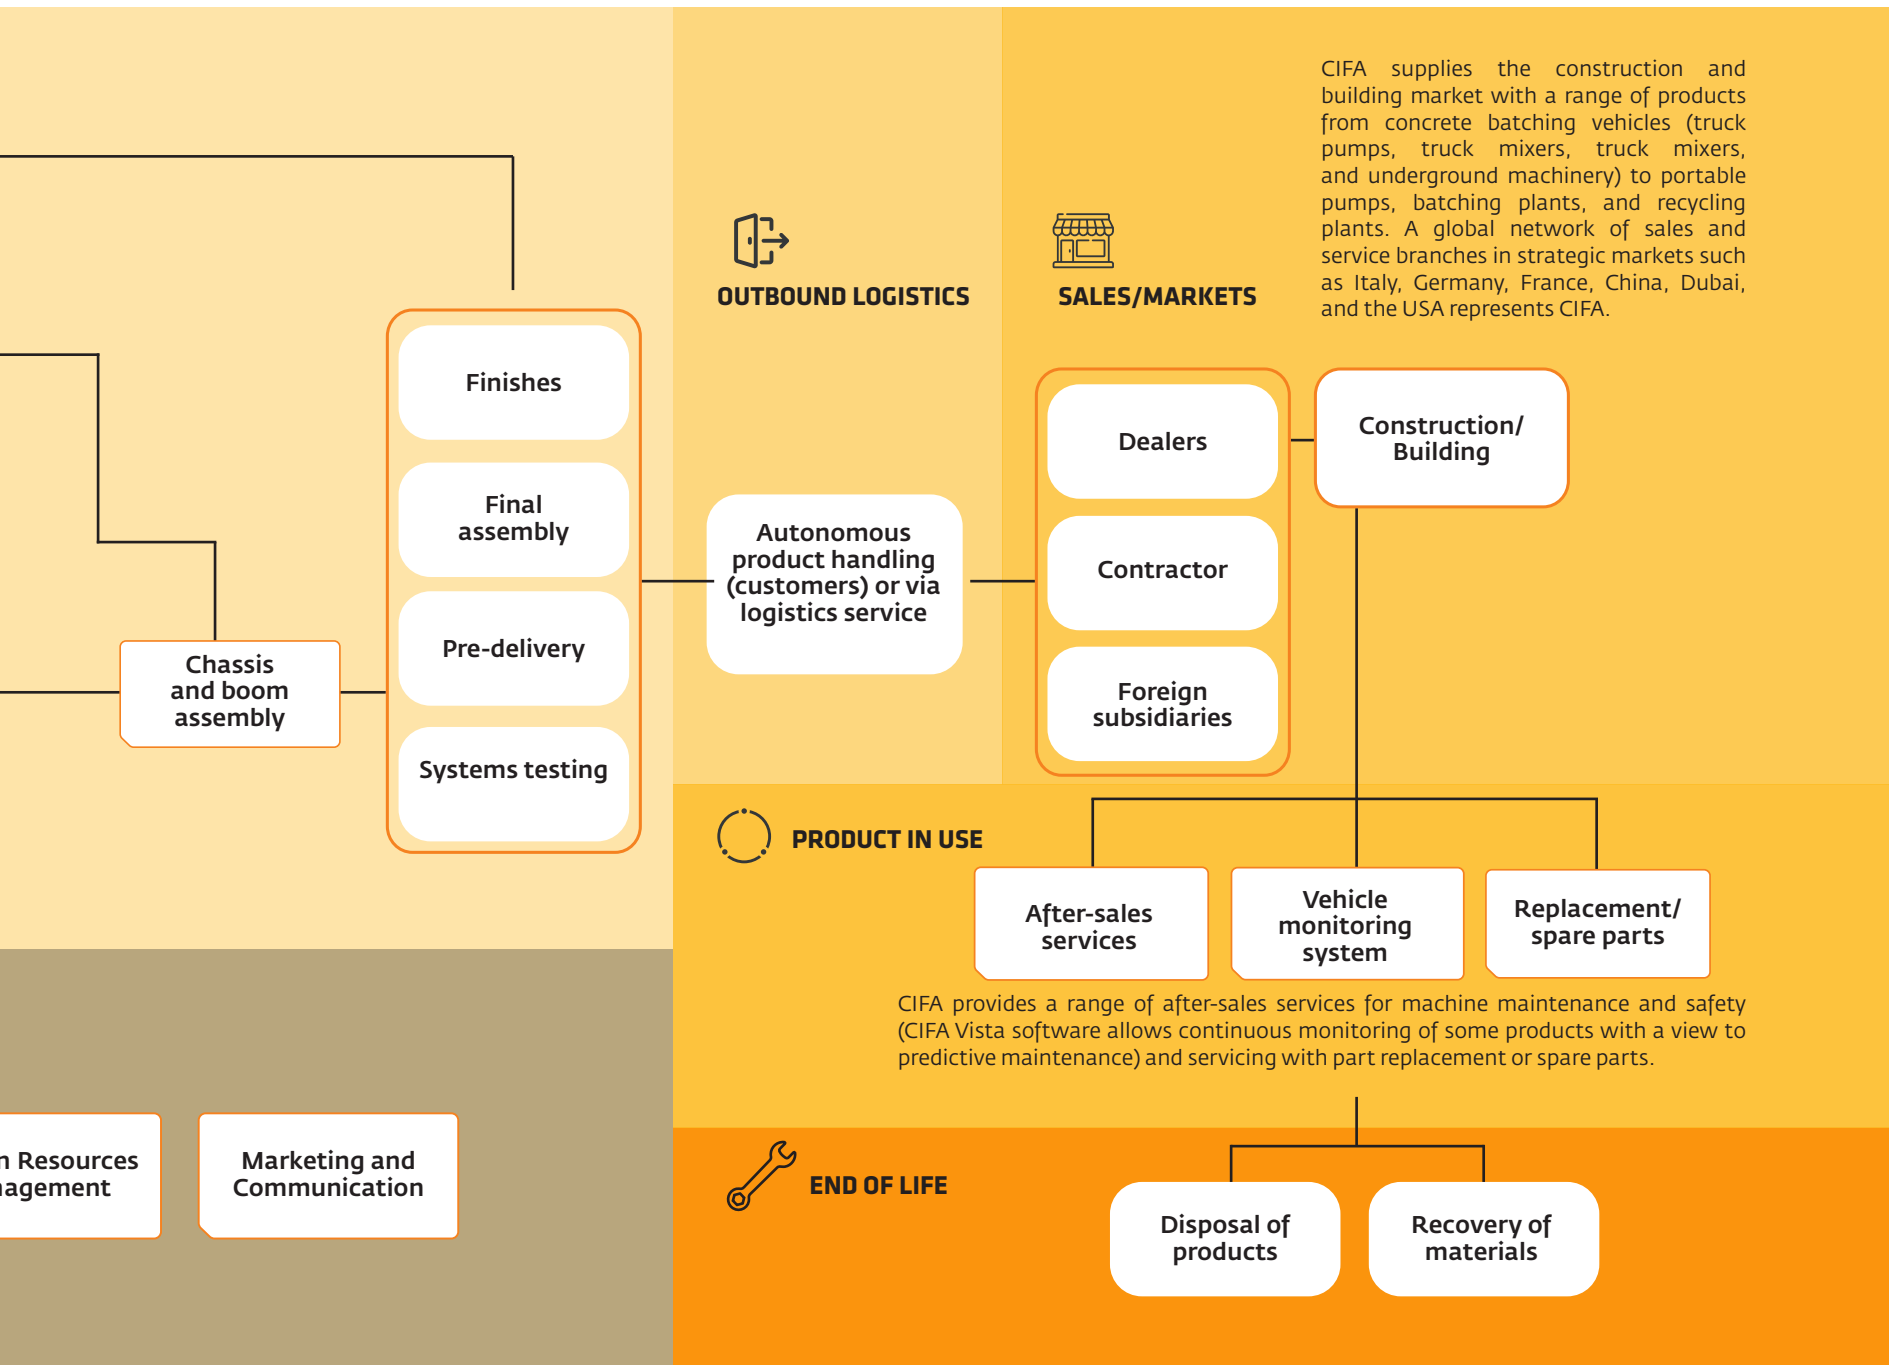 CIFA supplies the construction and
building market with a range of products
from concrete batching vehicles (truck
pumps, truck mixers, truck mixers,
and underground machinery) to portable
pumps, batching plants, and recycling
plants. A global network of sales and
service branches in strategic markets such
as Italy, Germany, France, China, Dubai,
and the USA represents CIFA.
OUTBOUND LOGISTICS
SALES/MARKETS
Finishes
Final
assembly
Pre-delivery
Systems testing
Chassis
and boom
assembly
Autonomous
product handling
(customers) or via
logistics service
Dealers
Contractor
Foreign
subsidiaries
Construction/
Building
PRODUCT IN USE
After-sales
services
Vehicle
monitoring
system
Replacement/
spare parts
CIFA provides a range of after-sales services for machine maintenance and safety
(CIFA Vista software allows continuous monitoring of some products with a view to
predictive maintenance) and servicing with part replacement or spare parts.
n Resources
nagement
Marketing and
Communication
END OF LIFE
Disposal of
products
Recovery of
materials